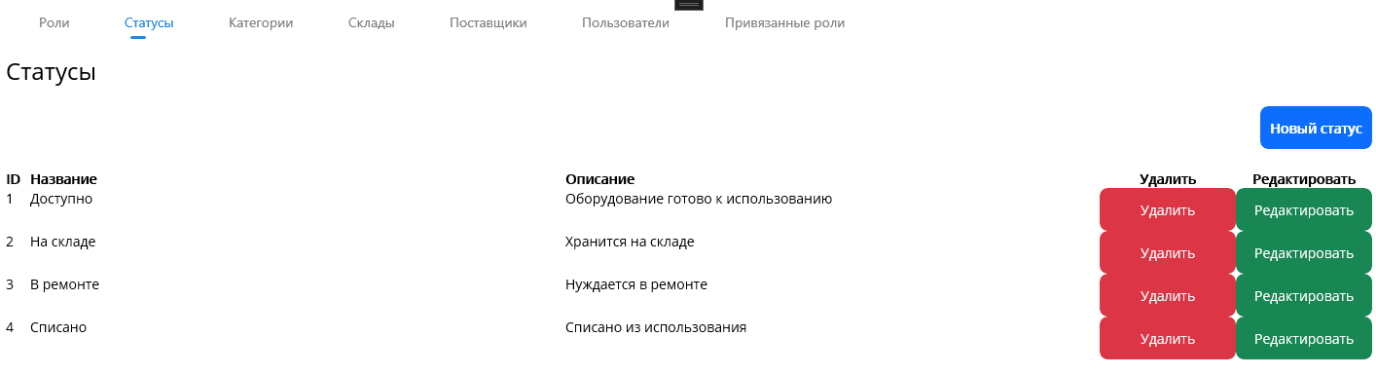 Роли Статусы Категории Склады Поставщики Пользователи Привязанные роли
Статусы
Новый статус
ID Название Описание Удалить Редактировать
1 Доступно Оборудование готово к использованию Удалить Редактировать
2 На складе Хранится на складе Удалить Редактировать
3 В ремонте Нуждается в ремонте Удалить Редактировать
4 Списано Списано из использования Удалить Редактировать